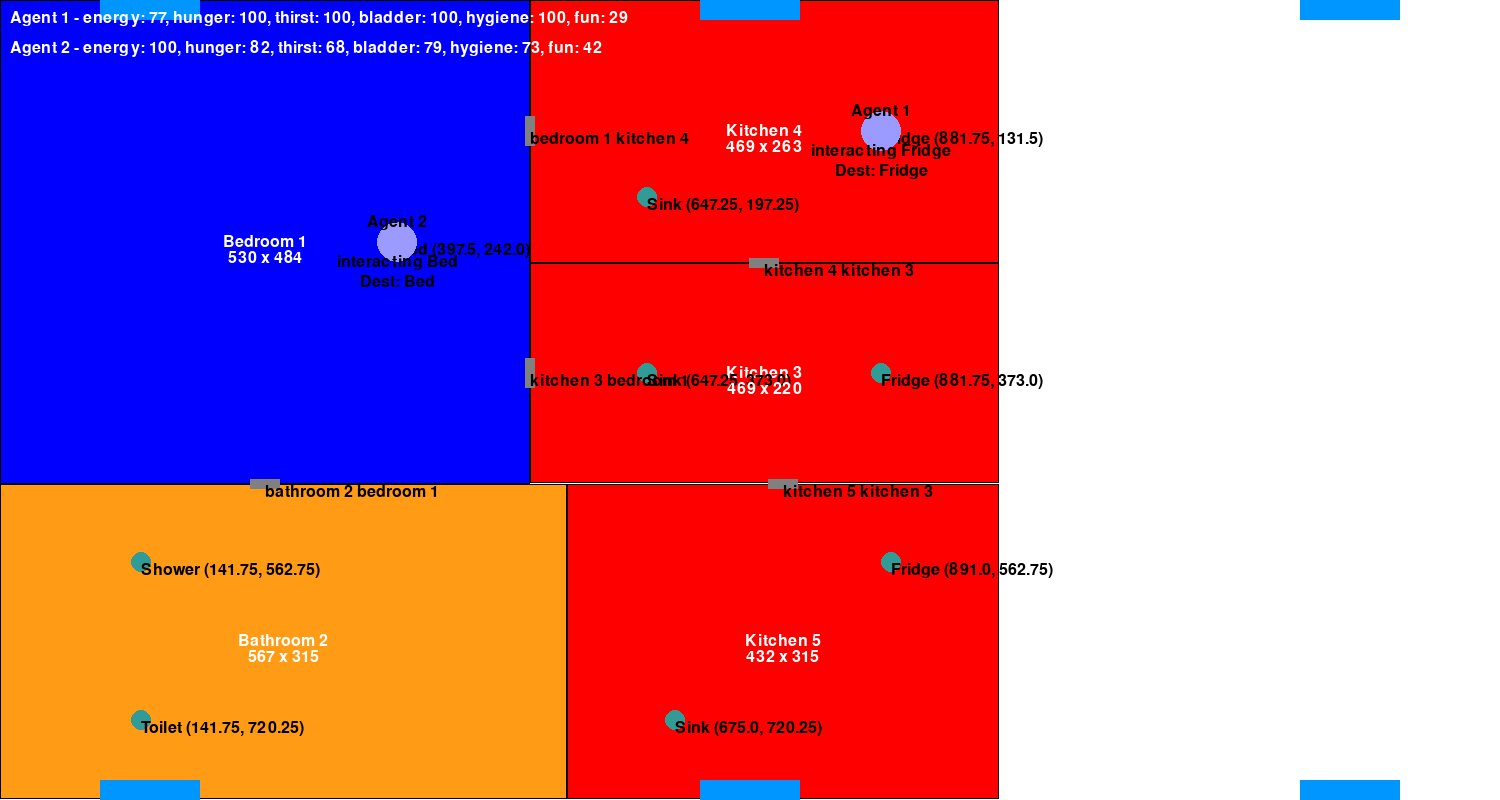 Agent 1 - energy: 77, hunger: 100, thirst: 100, bladder: 100, hygiene: 100, fun: 29
Agent 2 - energy: 100, hunger: 82, thirst: 68, bladder: 79, hygiene: 73, fun: 42
Agent 1
Kitchen 4
469 x 263
bedroom 1 kitchen 4
dge (881.75, 131.5)
interacting Fridge
Dest: Fridge
Sink (647.25, 197.25)
Agent 2
Bedroom 1
530 x 484
d (397.5, 242.0)
interacting Bed
Dest: Bed
kitchen 4 kitchen 3
Kitchen 3
469 x 220
kitchen 3 bedroom 1
Sink (647.25, 373.0)
Fridge (881.75, 373.0)
bathroom 2 bedroom 1
kitchen 5 kitchen 3
Shower (141.75, 562.75)
Fridge (891.0, 562.75)
Bathroom 2
567 x 315
Kitchen 5
432 x 315
Toilet (141.75, 720.25)
Sink (675.0, 720.25)